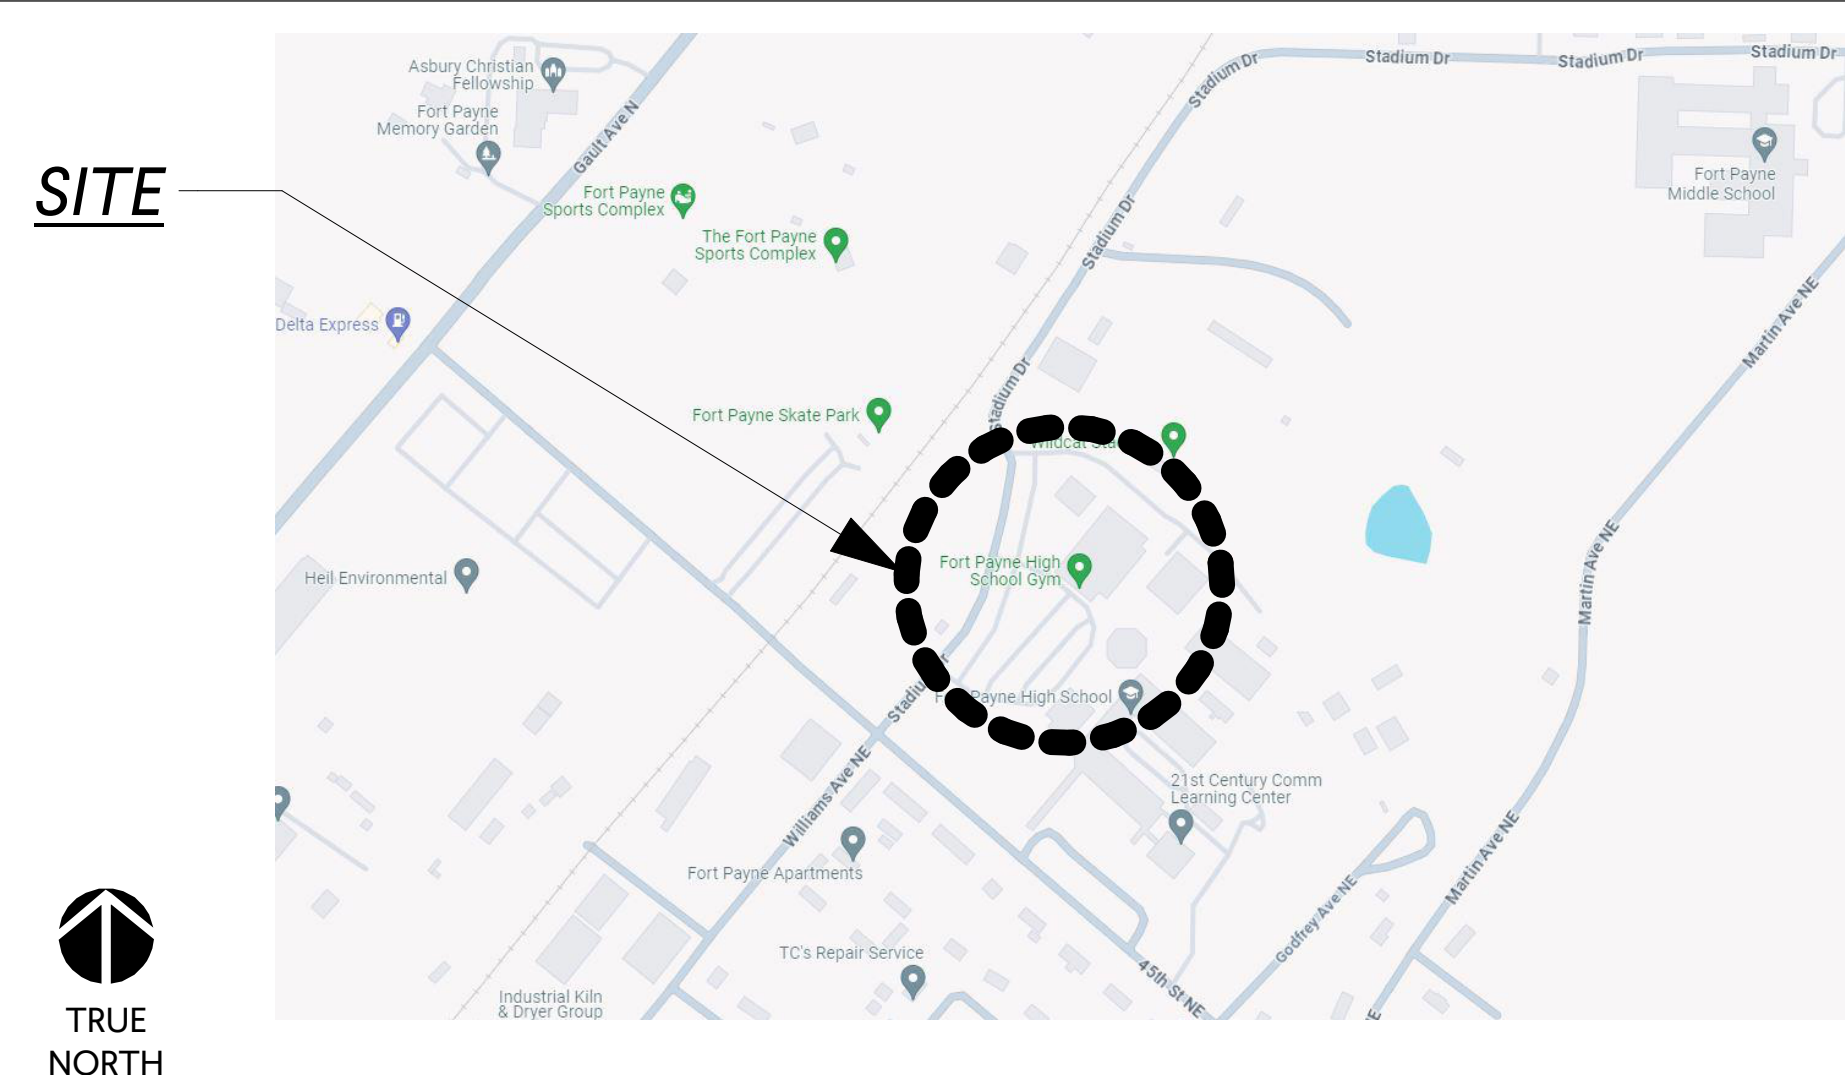 Asbury Christian
Fellowship
Fort Payne
Memory Garden
Gault Ave N
Stadium Dr
Stadium Dr
Stadium Dr
Stadium Dr
SITE
Fort Payne
Sports Complex
The Fort Payne
Sports Complex
Stadium Dr
Fort Payne
Middle School
Delta Express
Martin Ave NE
Stadium Dr
Fort Payne Skate Park
Heil Environmental
Fort Payne High
School Gym
Martin Ave NE
Payne High School
Williams Ave NE
21st Century Comm
Learning Center
Fort Payne Apartments
Martin Ave NE
Godfrey Ave NE
TC's Repair Service
45th St NE
Industrial Kiln
& Dryer Group
TRUE
NORTH